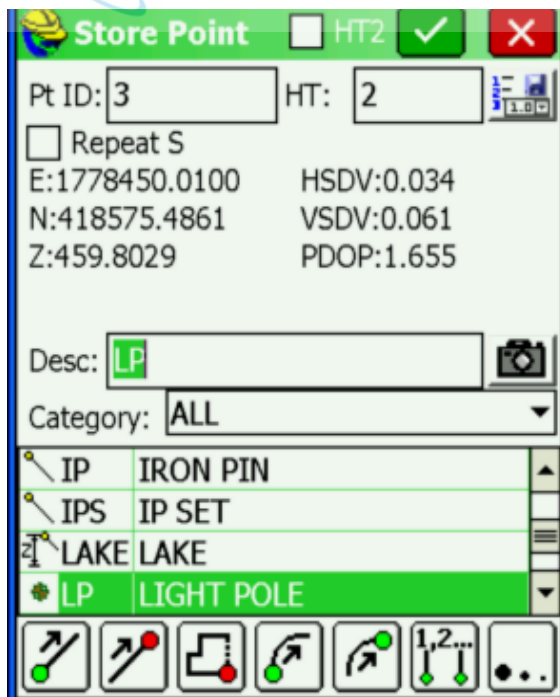 Store Point HT2
Pt ID: 3 HT: 2
1.0
Repeat S
E:1778450.0100 HSDV:0.034
N:418575.4861 VSDV:0.061
Z:459.8029 PDOP:1.655
Desc: LP
Category: ALL
IP IRON PIN
IPS IP SET
Z LAKE LAKE
LP LIGHT POLE
1,2...